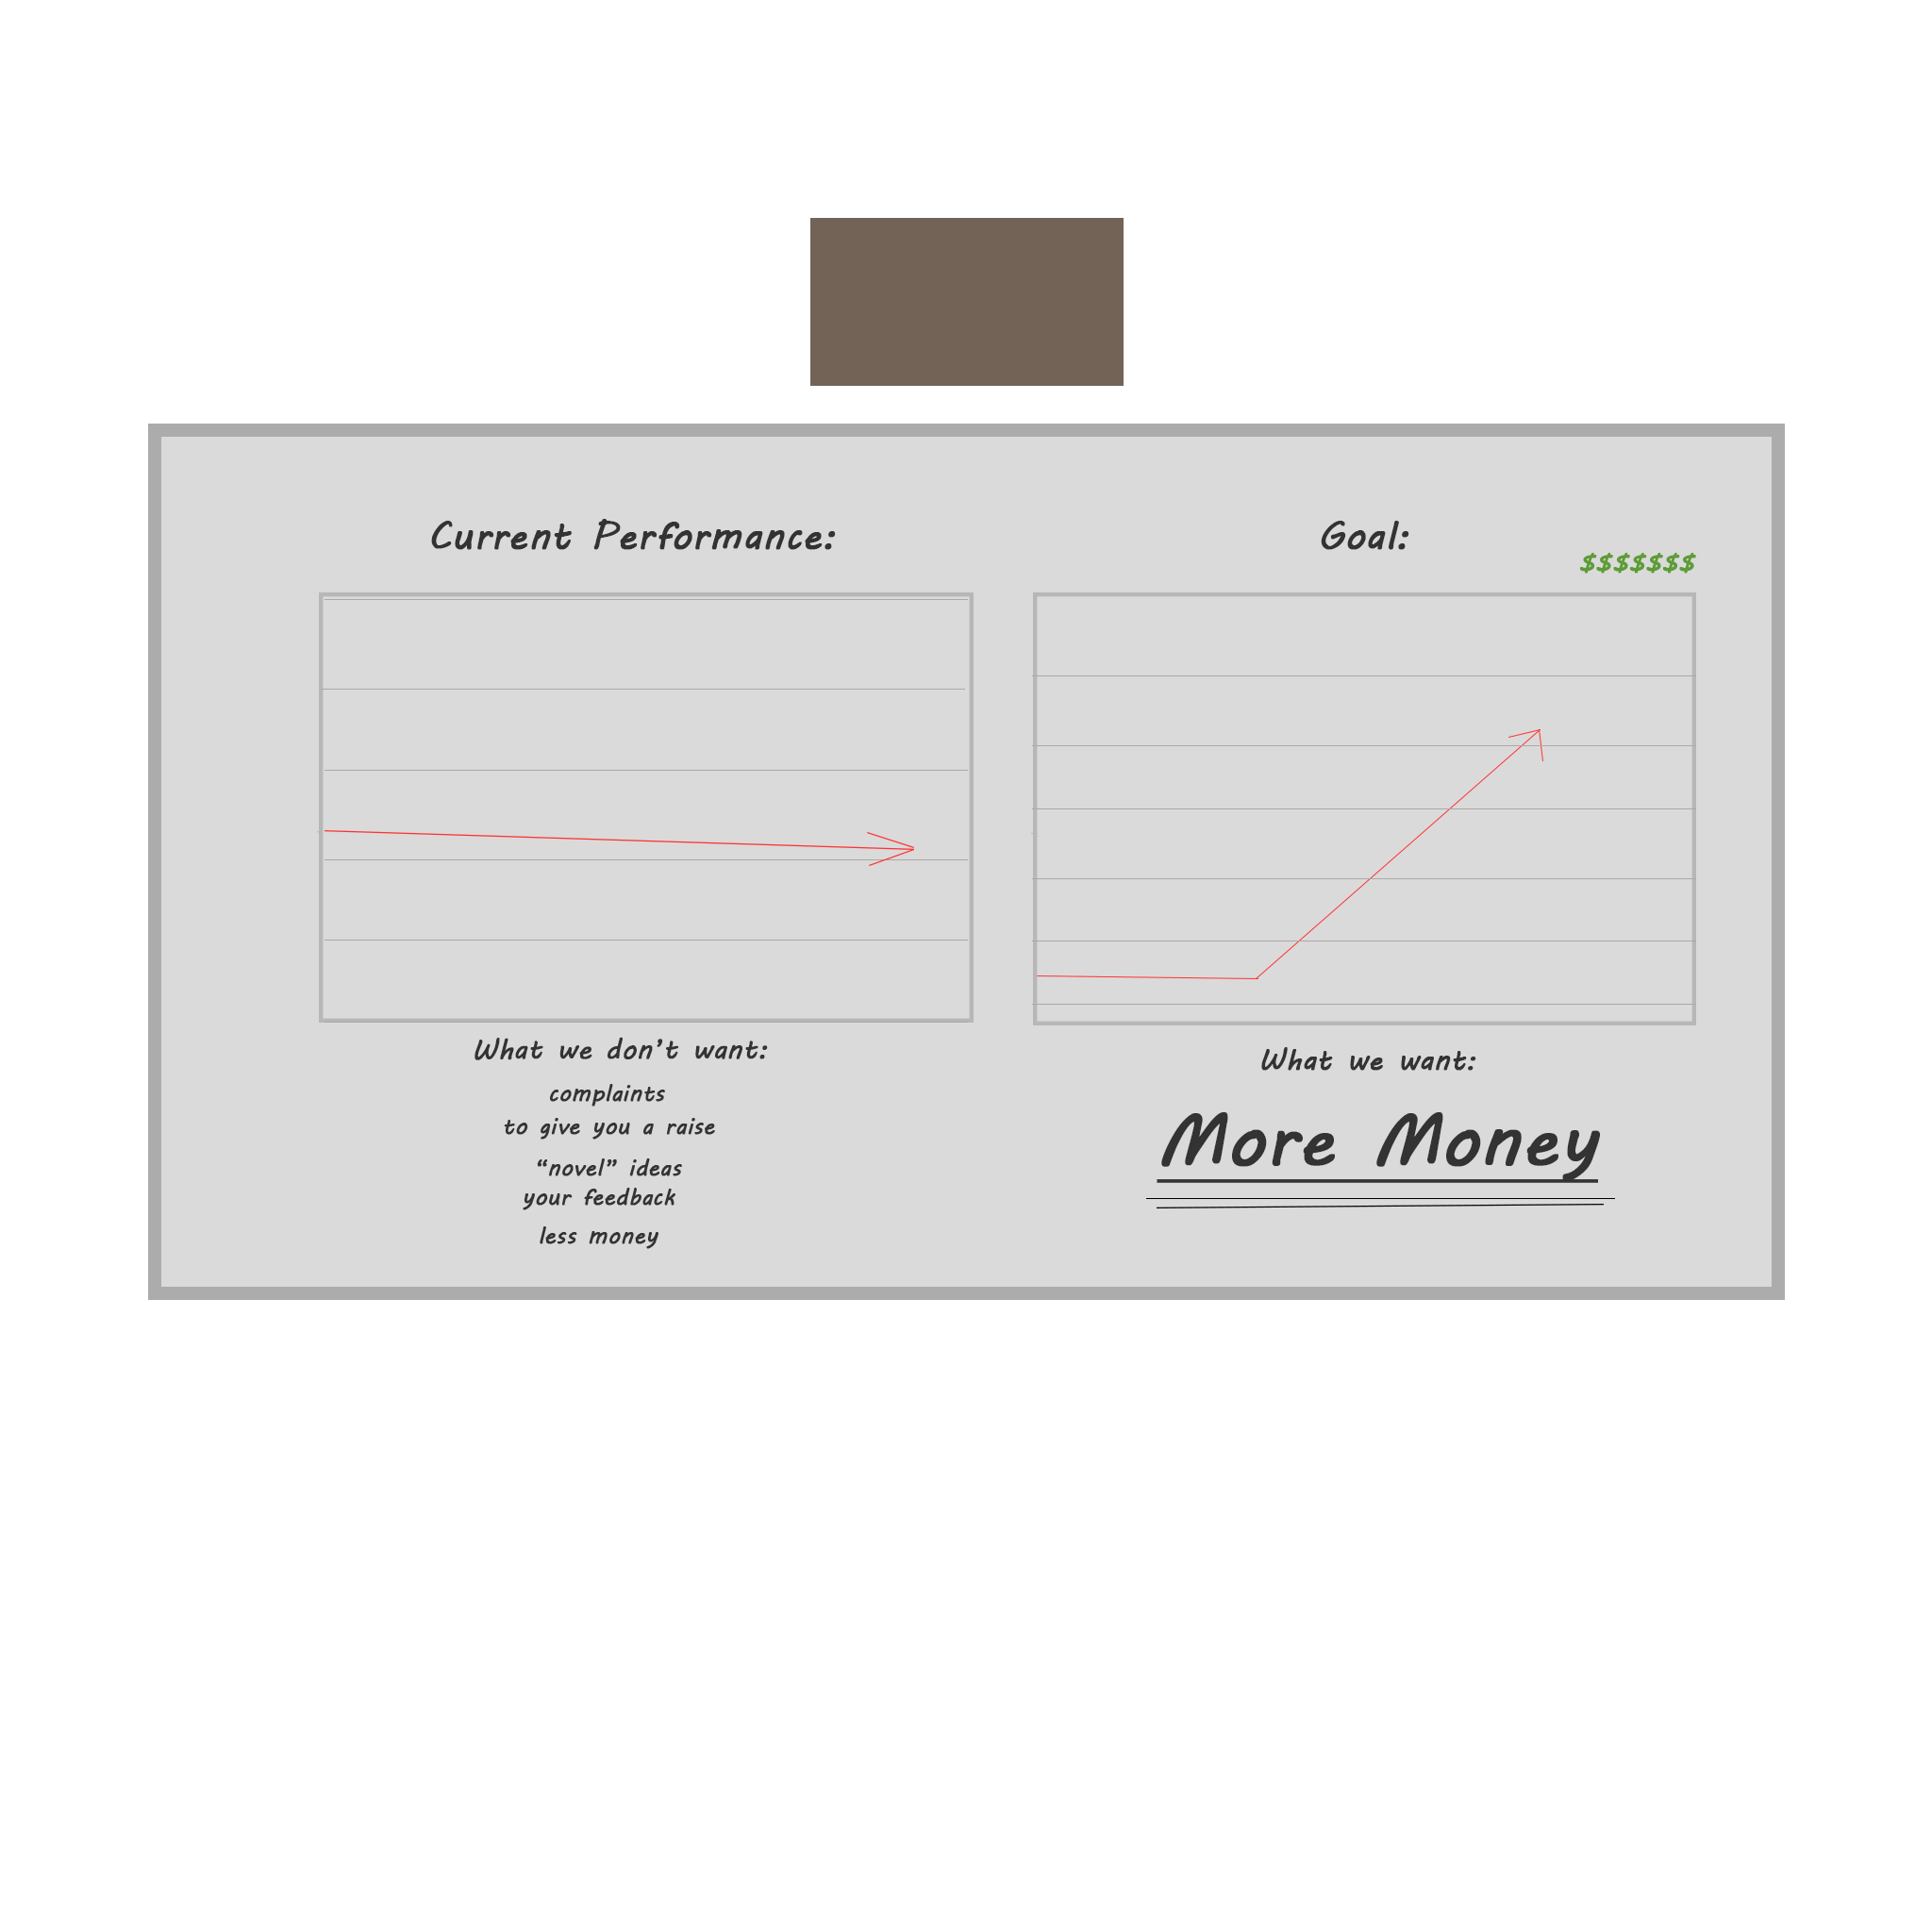 Current Performance:
Goal:
$$$$$$$
What we don’t want:
complaints
to give you a raise
“novel” ideas
your feedback
less money
What we want:
More Money